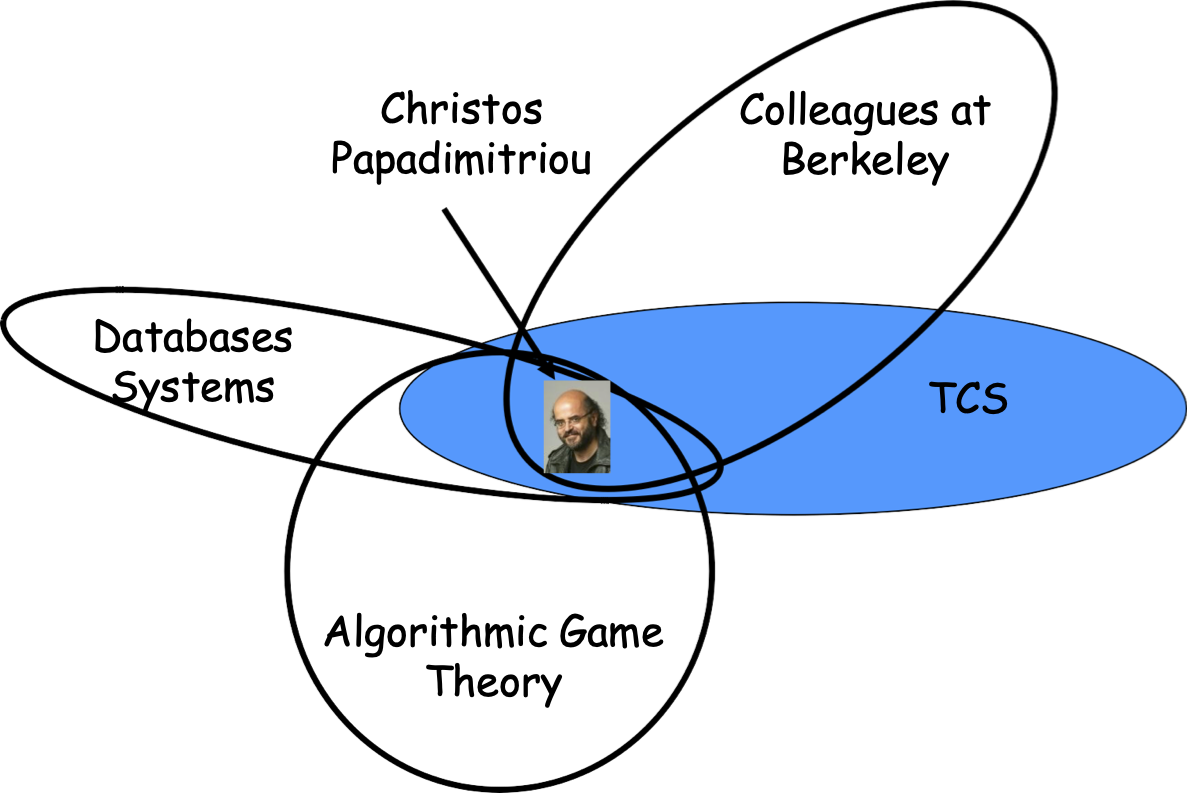 Christos
Papadimitriou
Colleagues at
Berkeley
Databases
Systems
TCS
Algorithmic Game
Theory